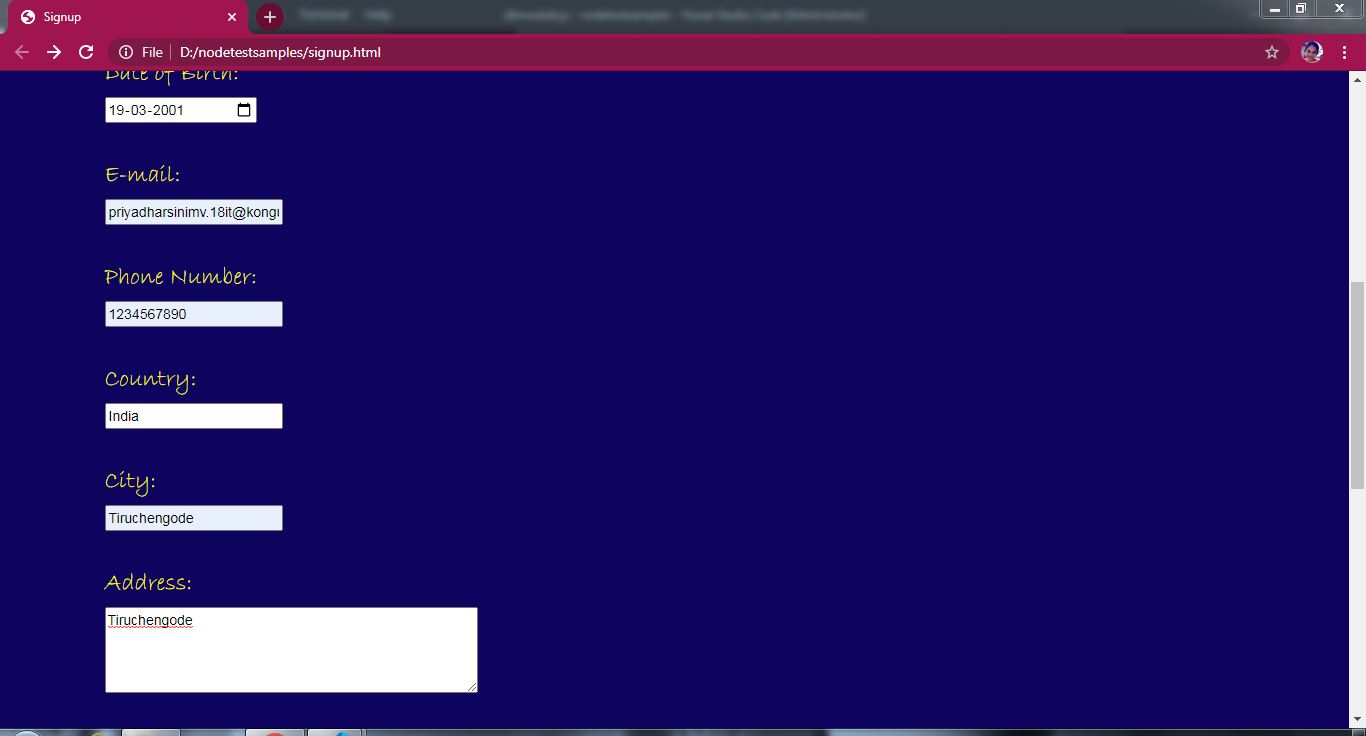 Signup
File D:/nodetestsamples/signup.html
Date of Birth:
19-03-2001
E-mail:
priyadharsinimv.18it@kongu
Phone Number:
1234567890
Country:
India
City:
Tiruchengode
Address:
Tiruchengode